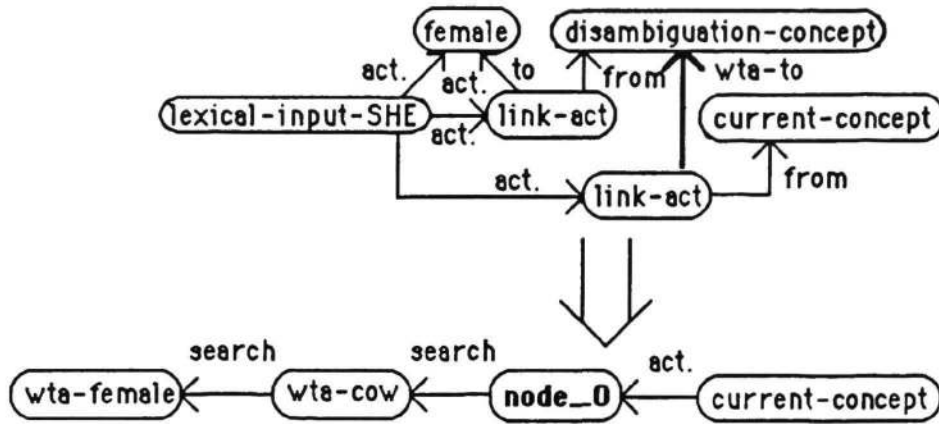 female
disambiguation-concept
act.
act.
to
from
wta-to
lexical-input-SHE
link-act
current-concept
act.
act.
link-act
from
search
search
act.
wta-female
wta-cow
node_0
current-concept